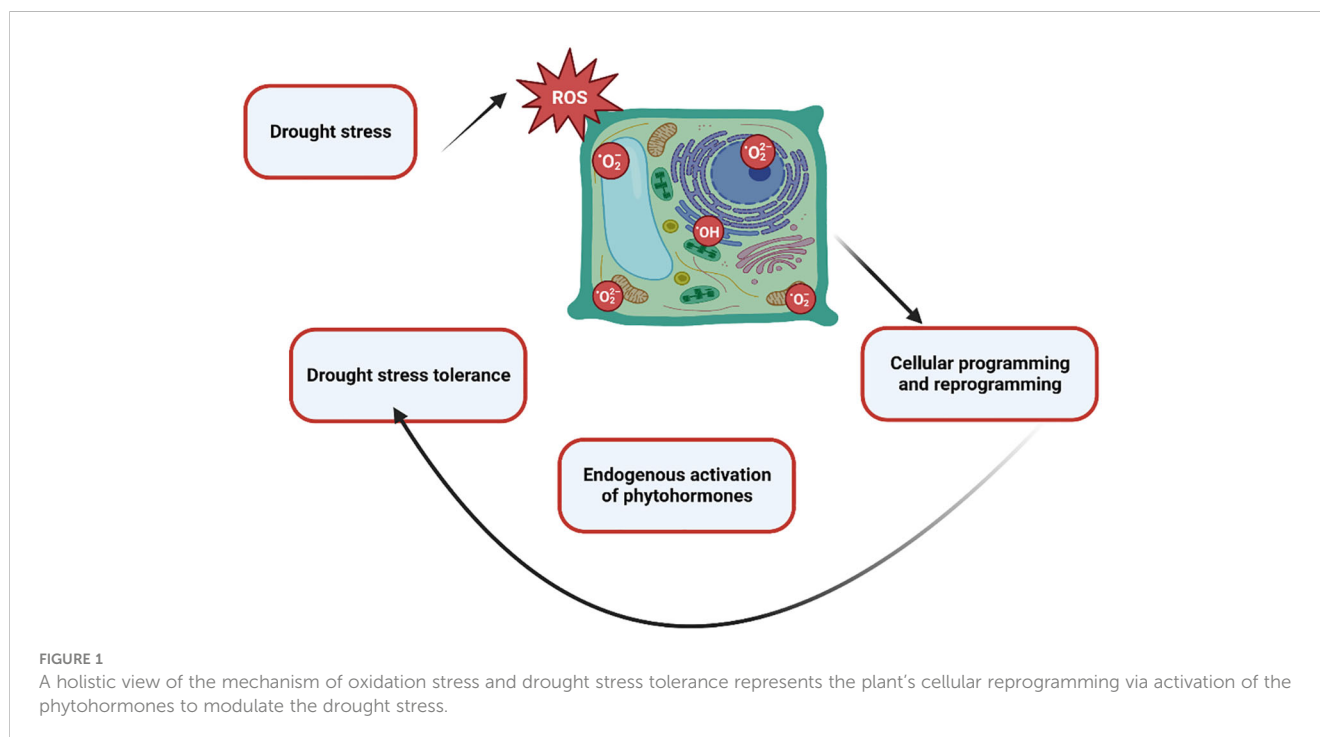 ROS
Drought stress
•O₂⁻
•O₂²⁻
•OH
•O₂²⁻
•O₂⁻
Drought stress tolerance
Cellular programming
and reprogramming
Endogenous activation
of phytohormones
FIGURE 1
A holistic view of the mechanism of oxidation stress and drought stress tolerance represents the plant’s cellular reprogramming via activation of the
phytohormones to modulate the drought stress.